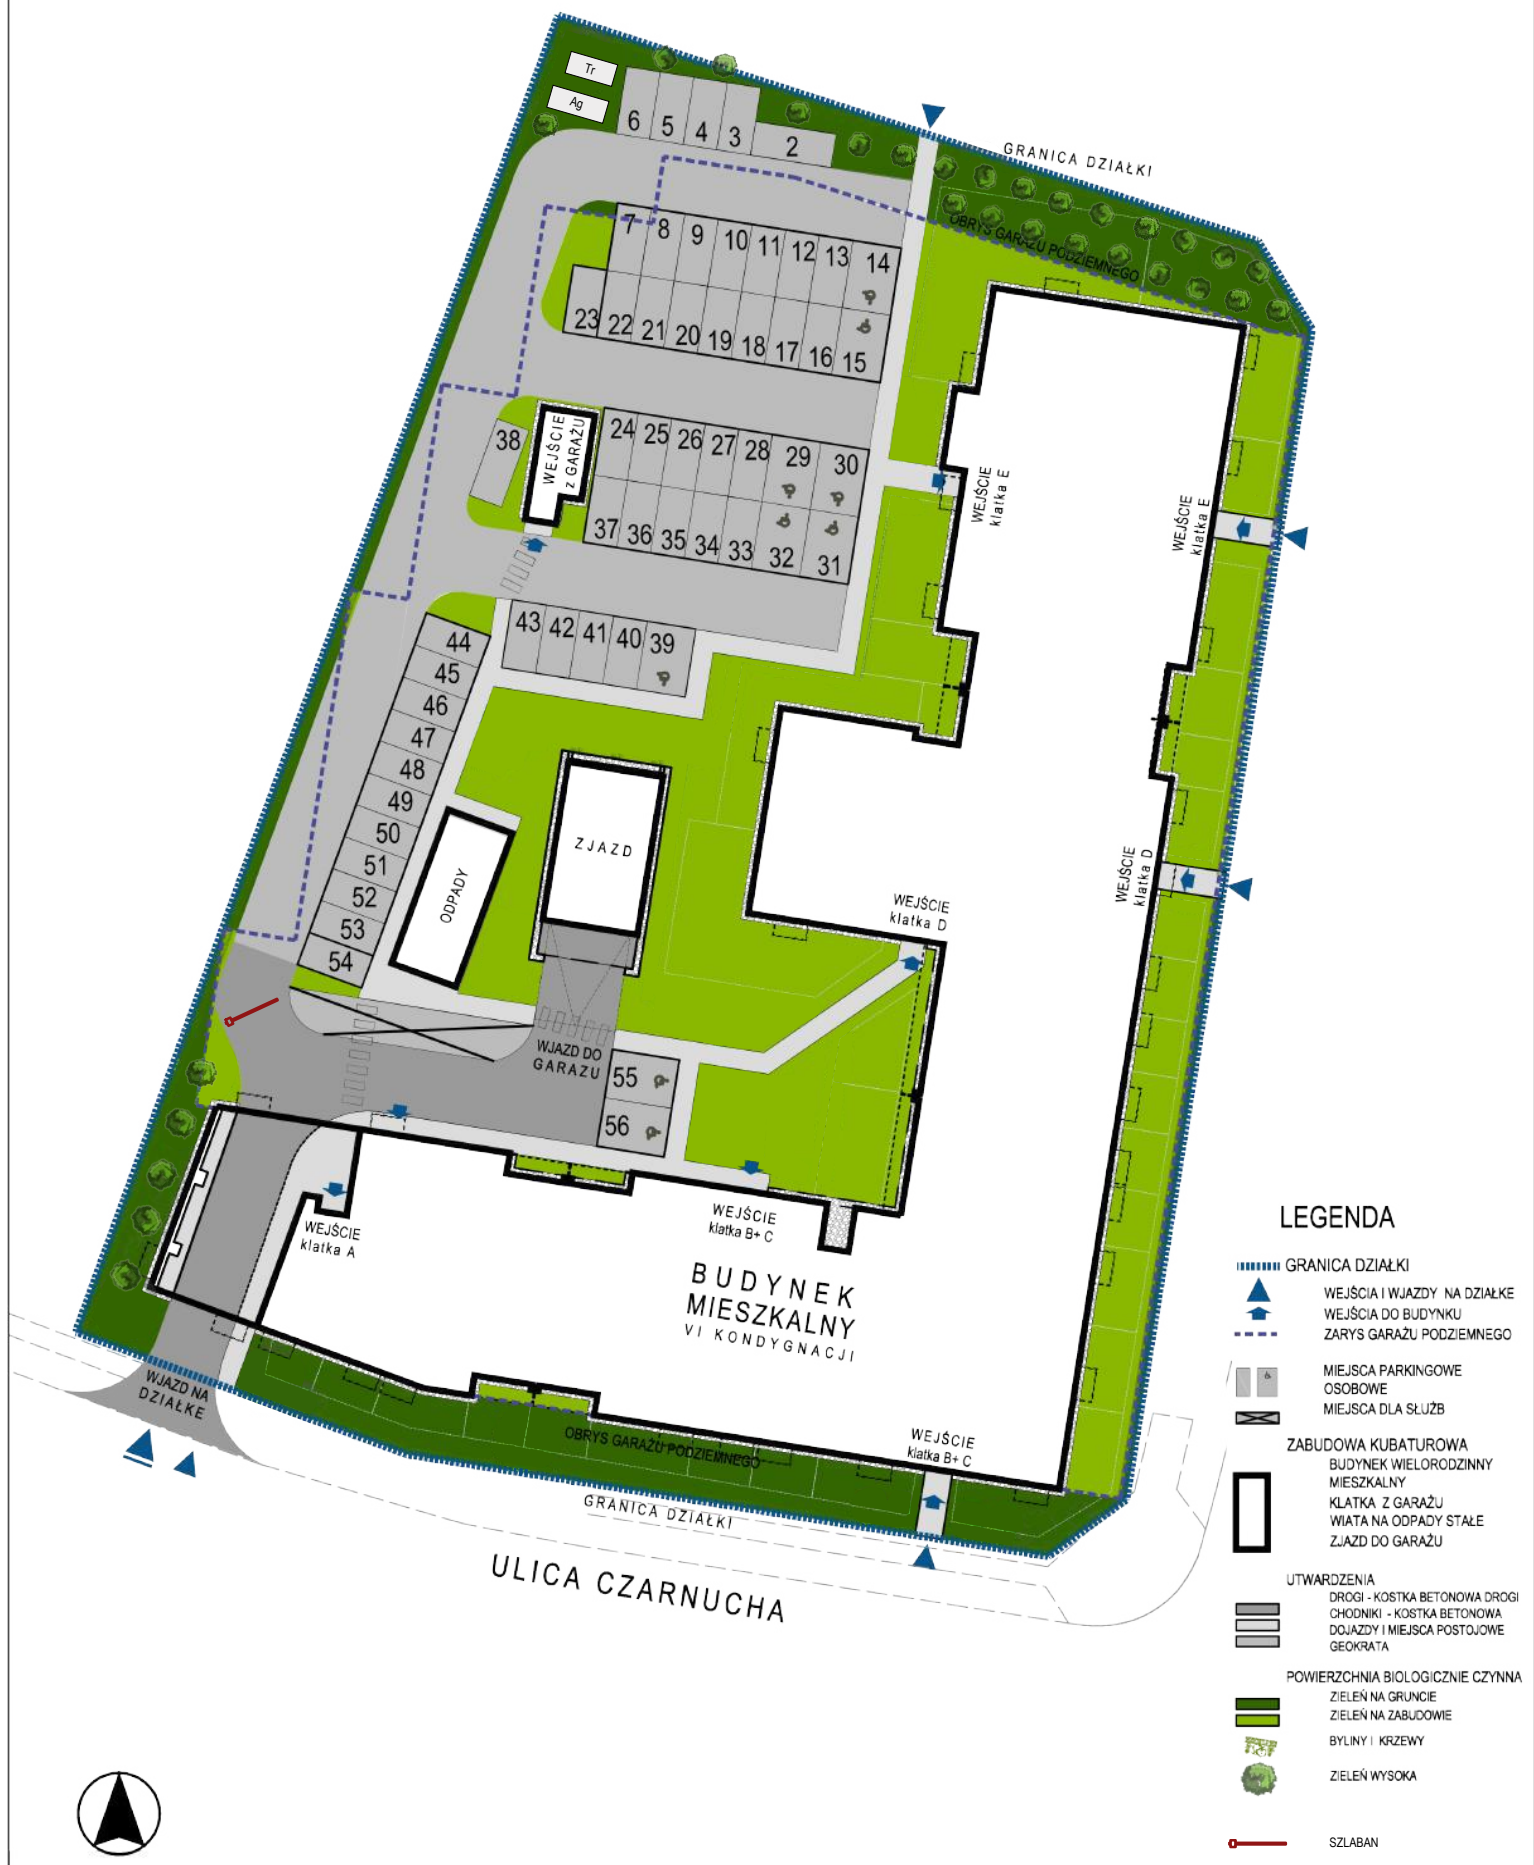 Tr
Ag
6 5 4 3 2
GRANICA DZIAŁKI
OBRYS GARAŻU PODZIEMNEGO
7 8 9 10 11 12 13 14
23 22 21 20 19 18 17 16 15
38
WEJŚCIE
z GARAŻU
24 25 26 27 28 29 30
37 36 35 34 33 32 31
WEJŚCIE
klatka E
WEJŚCIE
klatka E
43 42 41 40 39
44
45
46
47
48
49
50
51
52
53
54
ODPADY
ZJAZD
WEJŚCIE
klatka D
WEJŚCIE
klatka D
WJAZD DO
GARAZU
55
56
WEJŚCIE
klatka A
WEJŚCIE
klatka B+ C
BUDYNEK
MIESZKALNY
VI KONDYGNACJI
WJAZD NA
DZIAŁKE
OBRYS GARAŻU PODZIEMNEGO
WEJŚCIE
klatka B+ C
GRANICA DZIAŁKI
ULICA CZARNUCHA
LEGENDA
GRANICA DZIAŁKI
WEJŚCIA I WJAZDY NA DZIAŁKE
WEJŚCIA DO BUDYNKU
ZARYS GARAŻU PODZIEMNEGO
MIEJSCA PARKINGOWE
OSOBOWE
MIEJSCA DLA SŁUŻB
ZABUDOWA KUBATUROWA
BUDYNEK WIELORODZINNY
MIESZKALNY
KLATKA Z GARAŻU
WIATA NA ODPADY STAŁE
ZJAZD DO GARAŻU
UTWARDZENIA
DROGI - KOSTKA BETONOWA DROGI
CHODNIKI - KOSTKA BETONOWA
DOJAZDY I MIEJSCA POSTOJOWE
GEOKRATA
POWIERZCHNIA BIOLOGICZNIE CZYNNA
ZIELEŃ NA GRUNCIE
ZIELEŃ NA ZABUDOWIE
BYLINY I KRZEWY
ZIELEŃ WYSOKA
SZLABAN